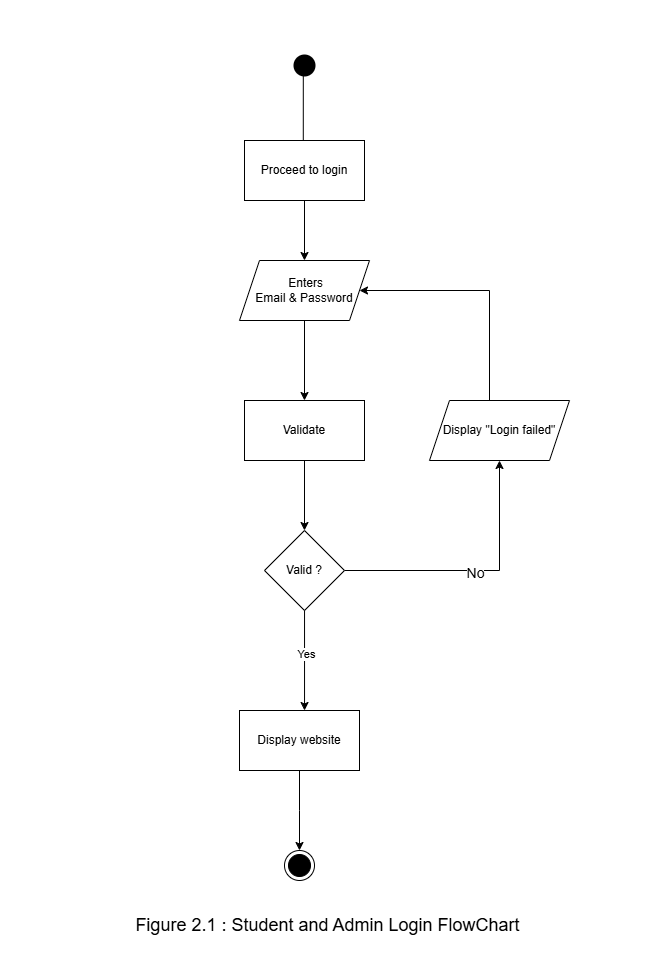 Proceed to login
Enters
Email & Password
Validate
Display "Login failed"
Valid ?
No
Yes
Display website
Figure 2.1 : Student and Admin Login FlowChart